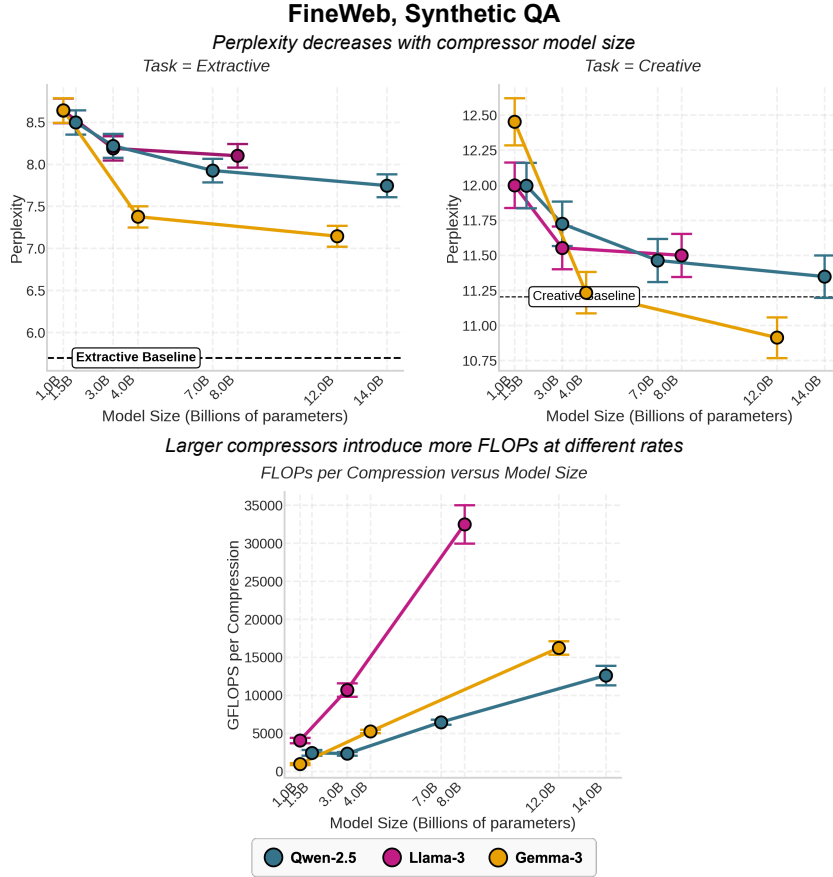 FineWeb, Synthetic QA
Perplexity decreases with compressor model size
Task = Extractive
Perplexity
8.5
8.0
7.5
7.0
6.5
6.0
Extractive Baseline
1.0B
1.5B
3.0B
4.0B
7.0B
8.0B
12.0B
14.0B
Model Size (Billions of parameters)
Task = Creative
Perplexity
12.50
12.25
12.00
11.75
11.50
11.25
11.00
10.75
Creative Baseline
1.0B
1.5B
3.0B
4.0B
7.0B
8.0B
12.0B
14.0B
Model Size (Billions of parameters)
Larger compressors introduce more FLOPs at different rates
FLOPs per Compression versus Model Size
GFLOPS per Compression
35000
30000
25000
20000
15000
10000
5000
0
1.0B
1.5B
3.0B
4.0B
7.0B
8.0B
12.0B
14.0B
Model Size (Billions of parameters)
Qwen-2.5 Llama-3 Gemma-3